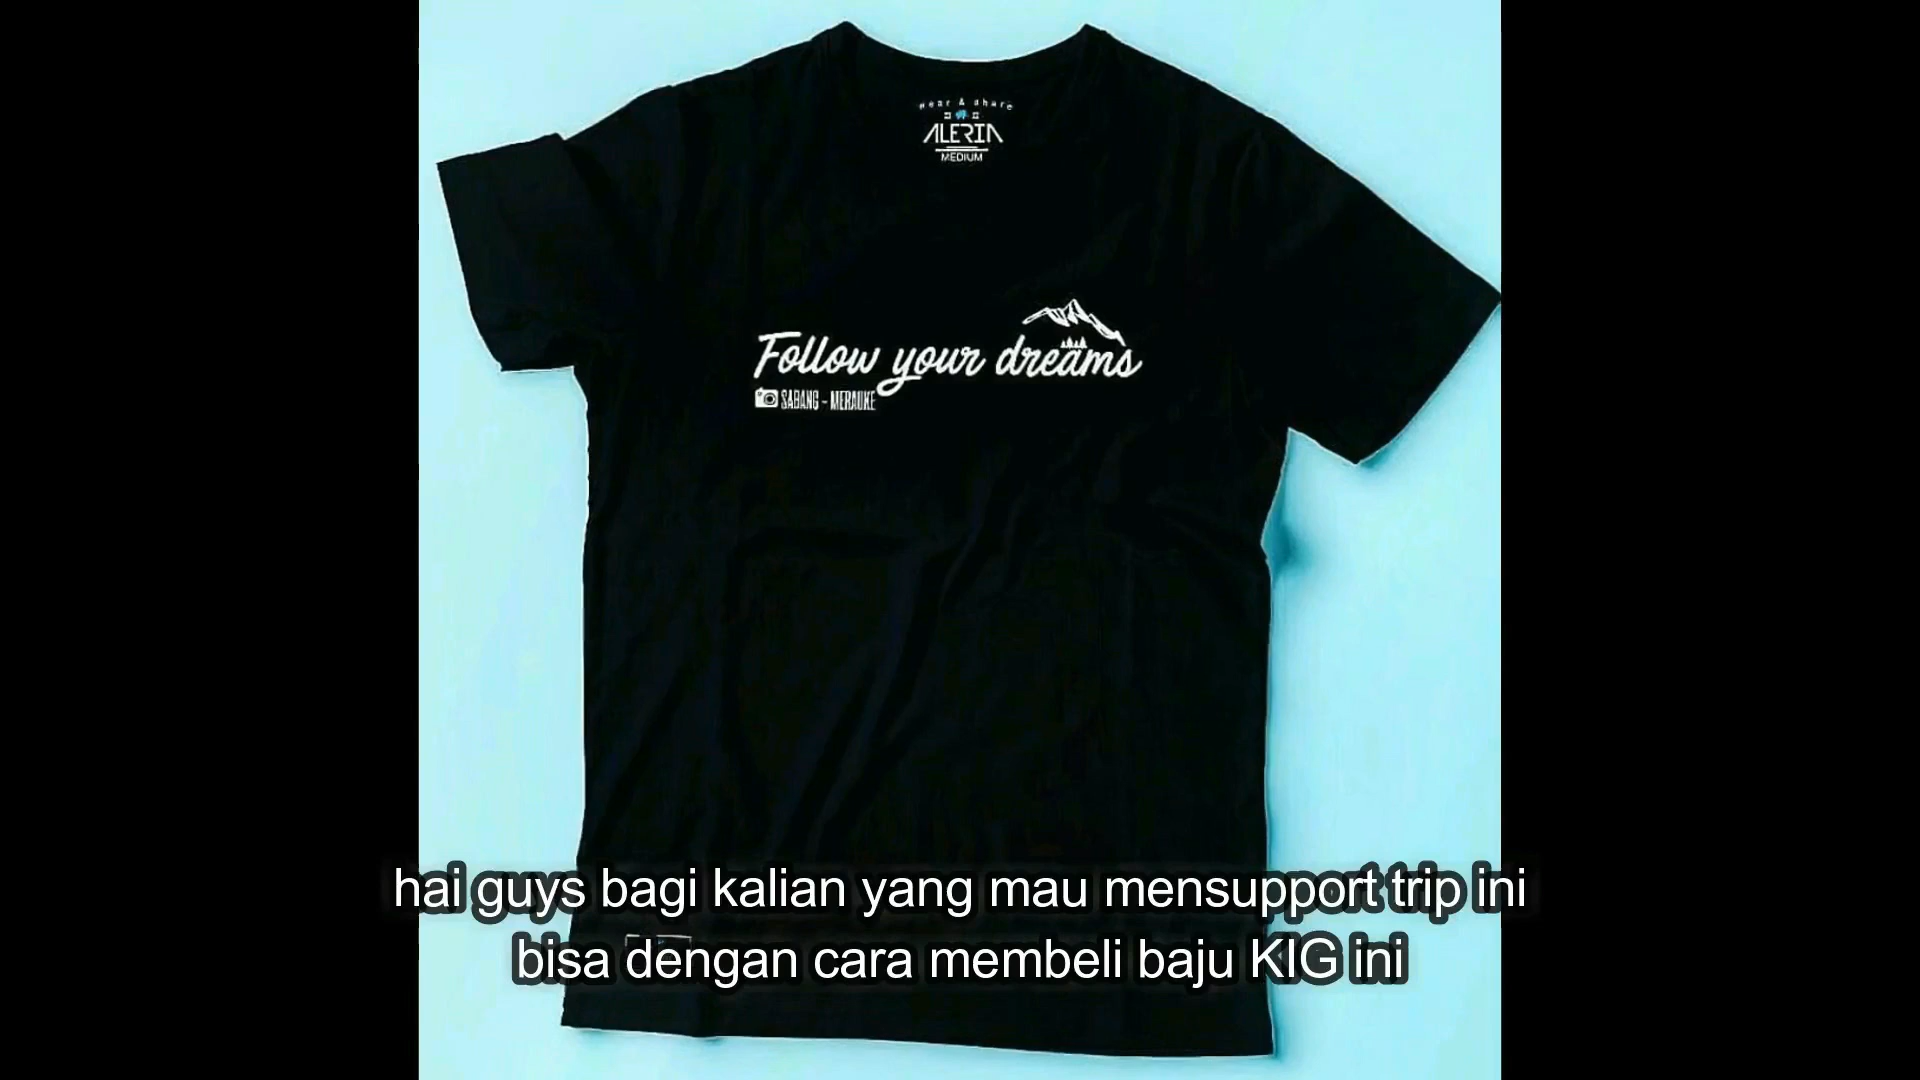 wear & share
ALERIA
MEDIUM
Follow your dreams
SABANG - MERAUKE
hai guys bagi kalian yang mau mensupport trip ini
bisa dengan cara membeli baju KIG ini